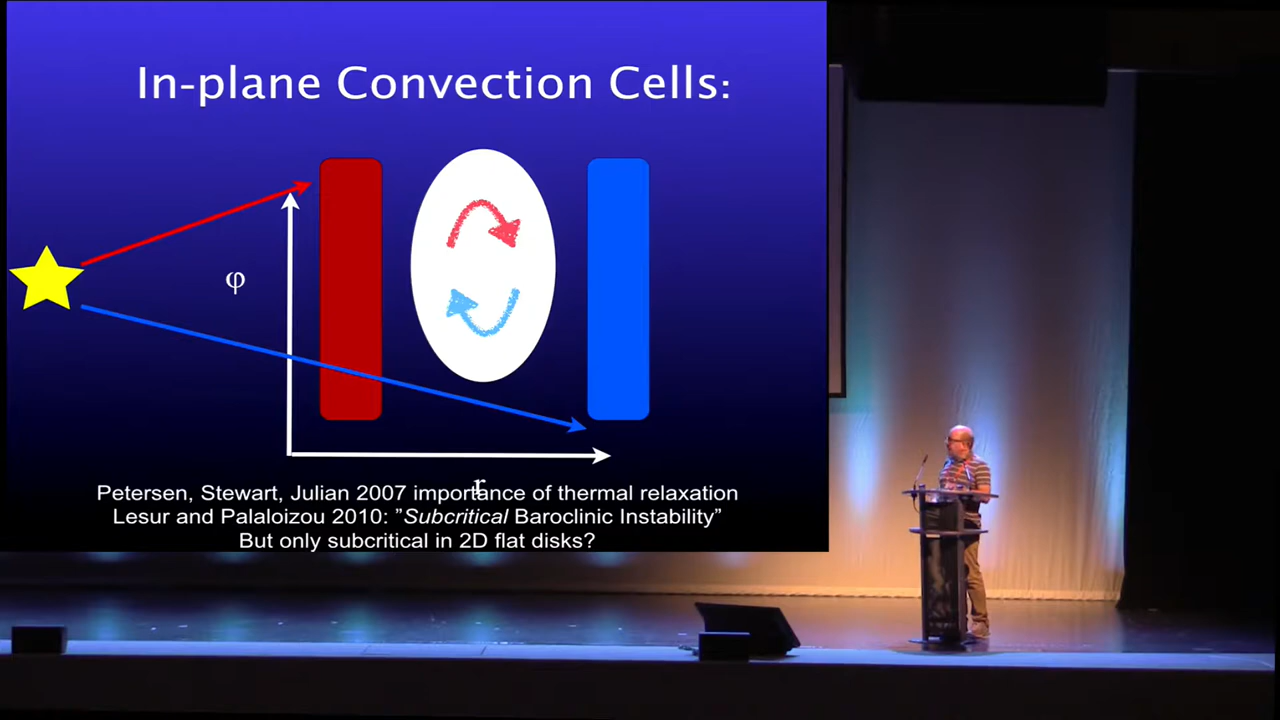 In-plane Convection Cells:
φ
r
Petersen, Stewart, Julian 2007 importance of thermal relaxation
Lesur and Palaloizou 2010: ”Subcritical Baroclinic Instability”
But only subcritical in 2D flat disks?